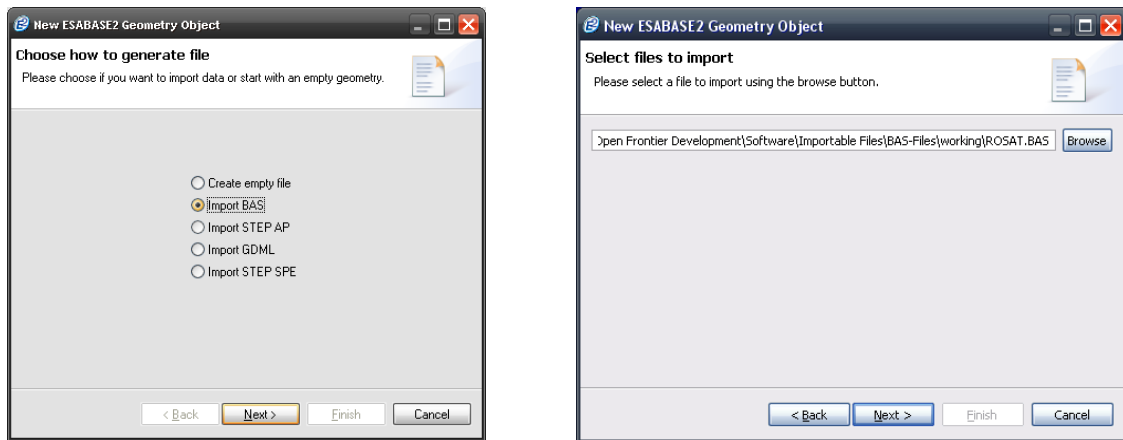 New ESABASE2 Geometry Object
Choose how to generate file
Please choose if you want to import data or start with an empty geometry.
Create empty file
Import BAS
Import STEP AP
Import GDML
Import STEP SPE
< Back
Next >
Finish
Cancel
New ESABASE2 Geometry Object
Select files to import
Please select a file to import using the browse button.
Open Frontier Development\Software\Importable Files\BAS-Files\working\ROSAT.BAS
Browse
< Back
Next >
Finish
Cancel